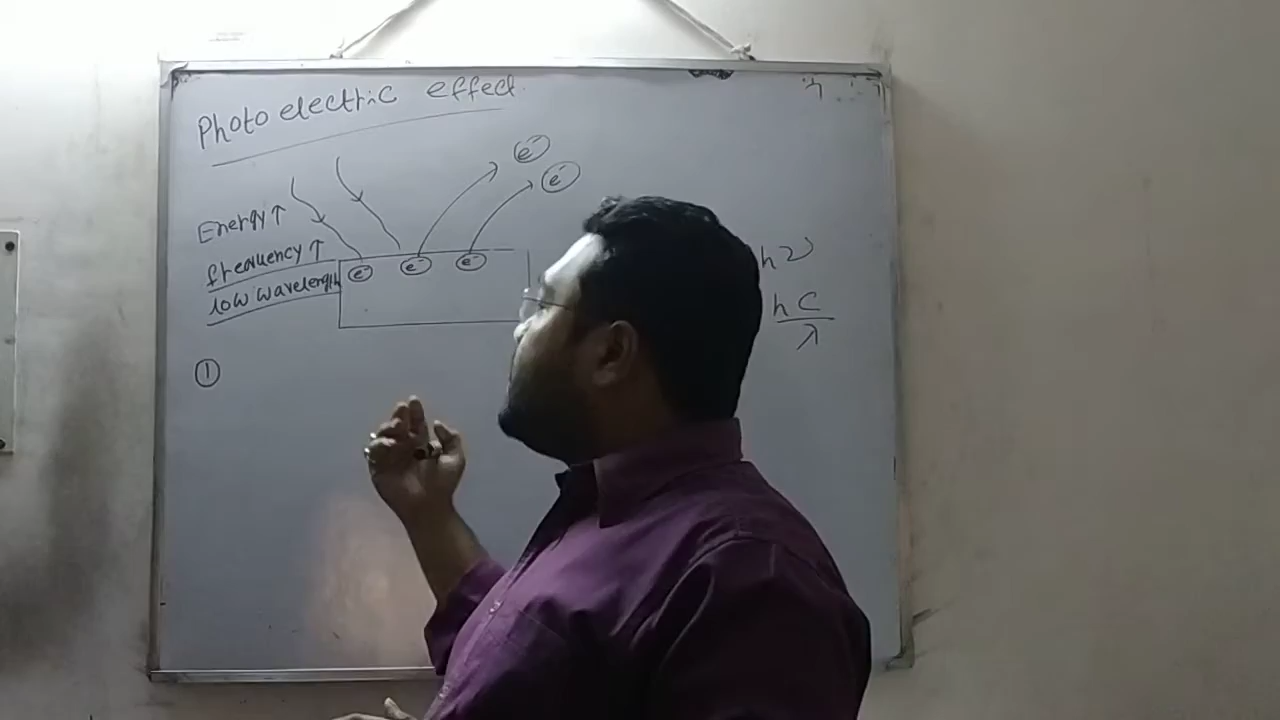 Photo electric effect
e⁻
e⁻
Energy↑
frequency↑
low wavelength
e⁻ e⁻ e⁻
hν
hc
λ
①